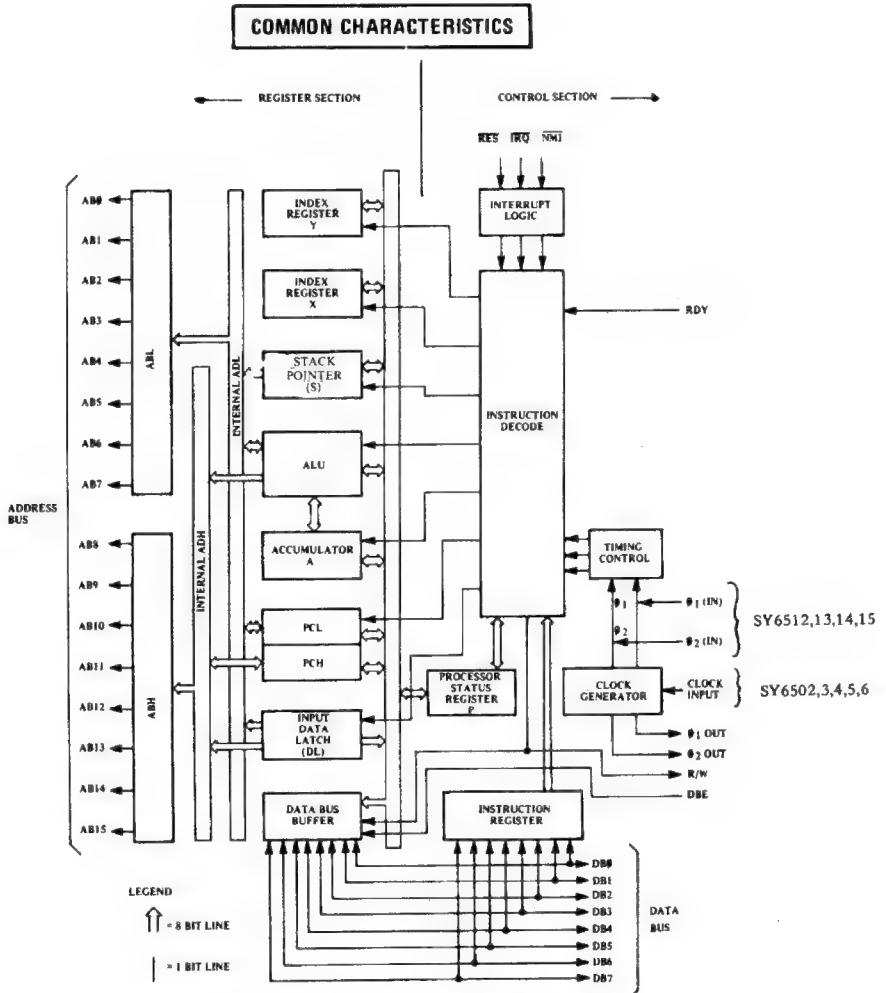 COMMON CHARACTERISTICS
REGISTER SECTION
CONTROL SECTION
RES IRQ NMI
INTERRUPT
LOGIC
RDY
INSTRUCTION
DECODE
TIMING
CONTROL
ϕ1
ϕ1 (IN)
ϕ2
ϕ2 (IN)
SY6512,13,14,15
CLOCK
GENERATOR
CLOCK
INPUT
SY6502,3,4,5,6
ϕ1 OUT
ϕ2 OUT
R/W
DBE
INDEX
REGISTER
Y
INDEX
REGISTER
X
STACK
POINTER
(S)
ALU
ACCUMULATOR
A
PCL
PCH
INPUT
DATA
LATCH
(DL)
DATA BUS
BUFFER
PROCESSOR
STATUS
REGISTER P
INSTRUCTION
REGISTER
INTERNAL ADL
INTERNAL ADH
ABL
ABH
ADDRESS
BUS
AB0
AB1
AB2
AB3
AB4
AB5
AB6
AB7
AB8
AB9
AB10
AB11
AB12
AB13
AB14
AB15
DB0
DB1
DB2
DB3
DB4
DB5
DB6
DB7
DATA
BUS
LEGEND
= 8 BIT LINE
= 1 BIT LINE